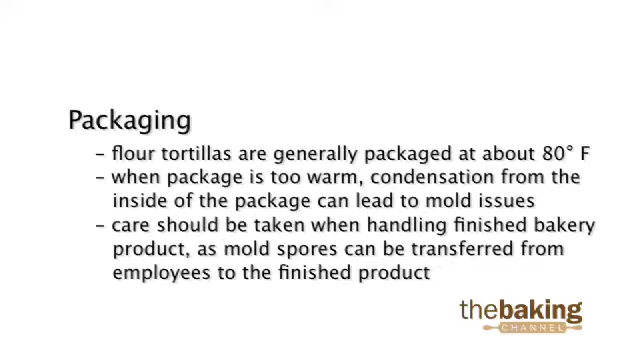 Packaging
– flour tortillas are generally packaged at about 80° F
– when package is too warm, condensation from the
inside of the package can lead to mold issues
– care should be taken when handling finished bakery
product, as mold spores can be transferred from
employees to the finished product
thebaking
CHANNEL